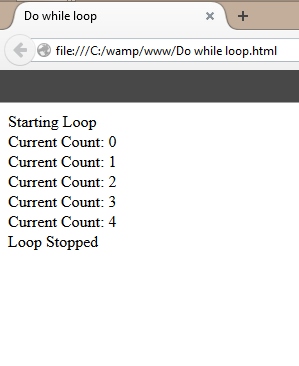 Do while loop
file:///C:/wamp/www/Do while loop.html
Starting Loop
Current Count: 0
Current Count: 1
Current Count: 2
Current Count: 3
Current Count: 4
Loop Stopped